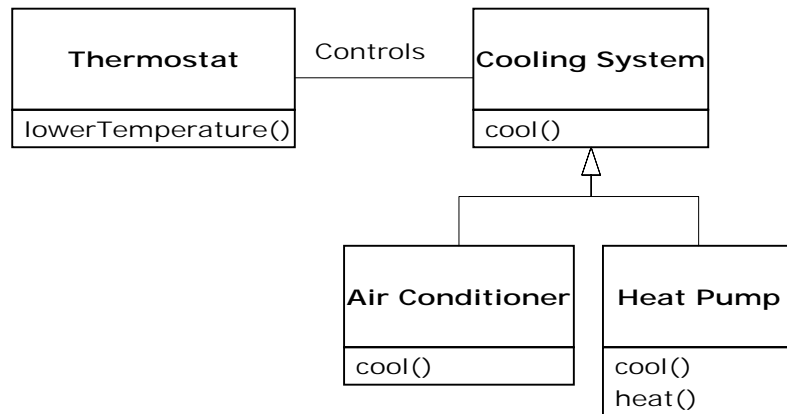 Thermostat
Controls
Cooling System
lowerTemperature()
cool()
Air Conditioner
Heat Pump
cool()
cool()
heat()